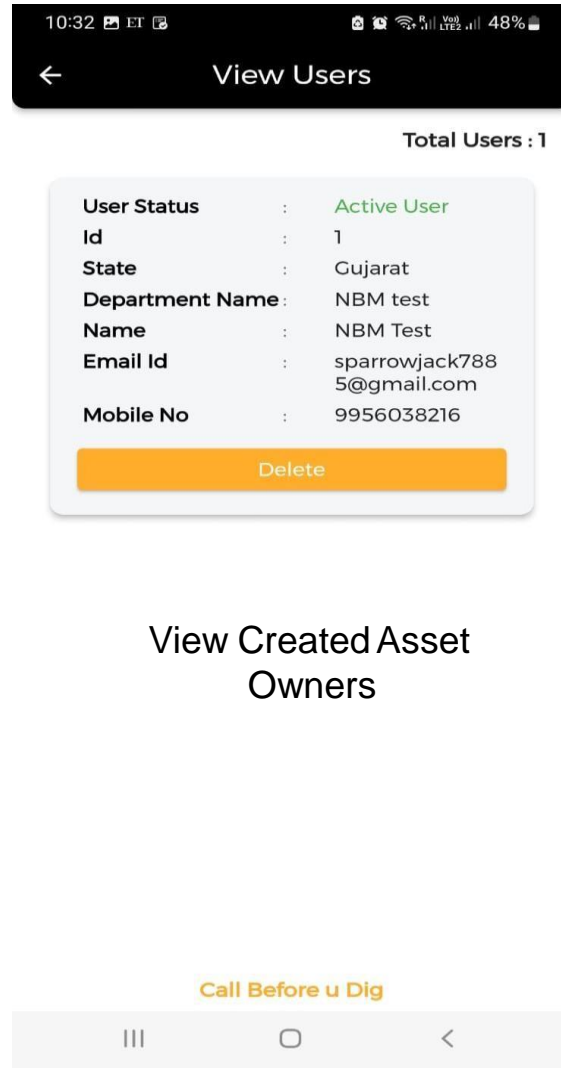 10:32 ET Vo)) R LTE2 48%
View Users
Total Users : 1
User Status : Active User
Id : 1
State : Gujarat
Department Name : NBM test
Name : NBM Test
Email Id : sparrowjack788
5@gmail.com
Mobile No : 9956038216
Delete
View Created Asset
Owners
Call Before u Dig